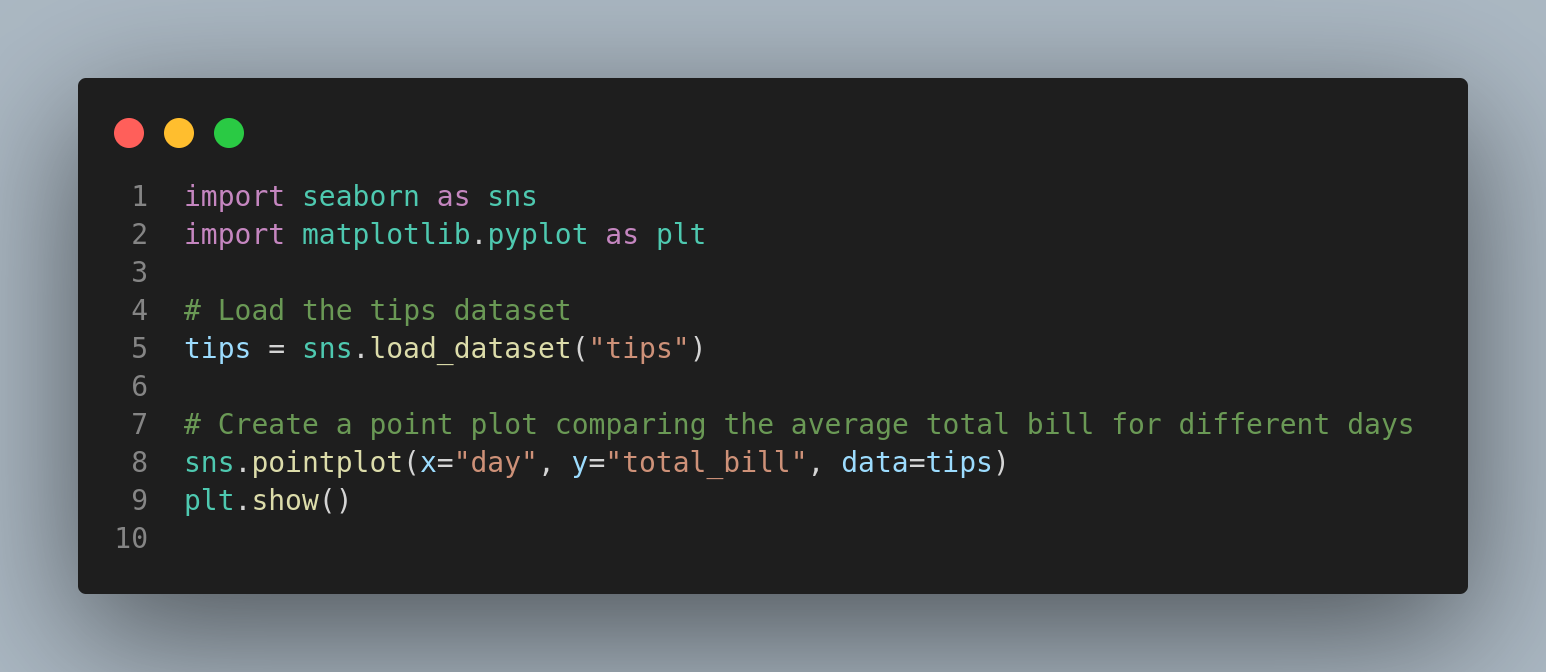 1 import seaborn as sns
2 import matplotlib.pyplot as plt
3
4 # Load the tips dataset
5 tips = sns.load_dataset("tips")
6
7 # Create a point plot comparing the average total bill for different days
8 sns.pointplot(x="day", y="total_bill", data=tips)
9 plt.show()
10